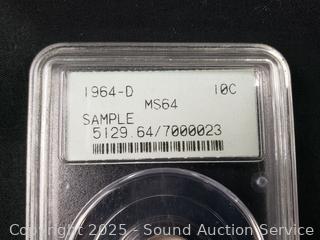 1964-D 10C
MS64
SAMPLE
5129.64/7000023
Copyright 2025 - Sound Auction Service